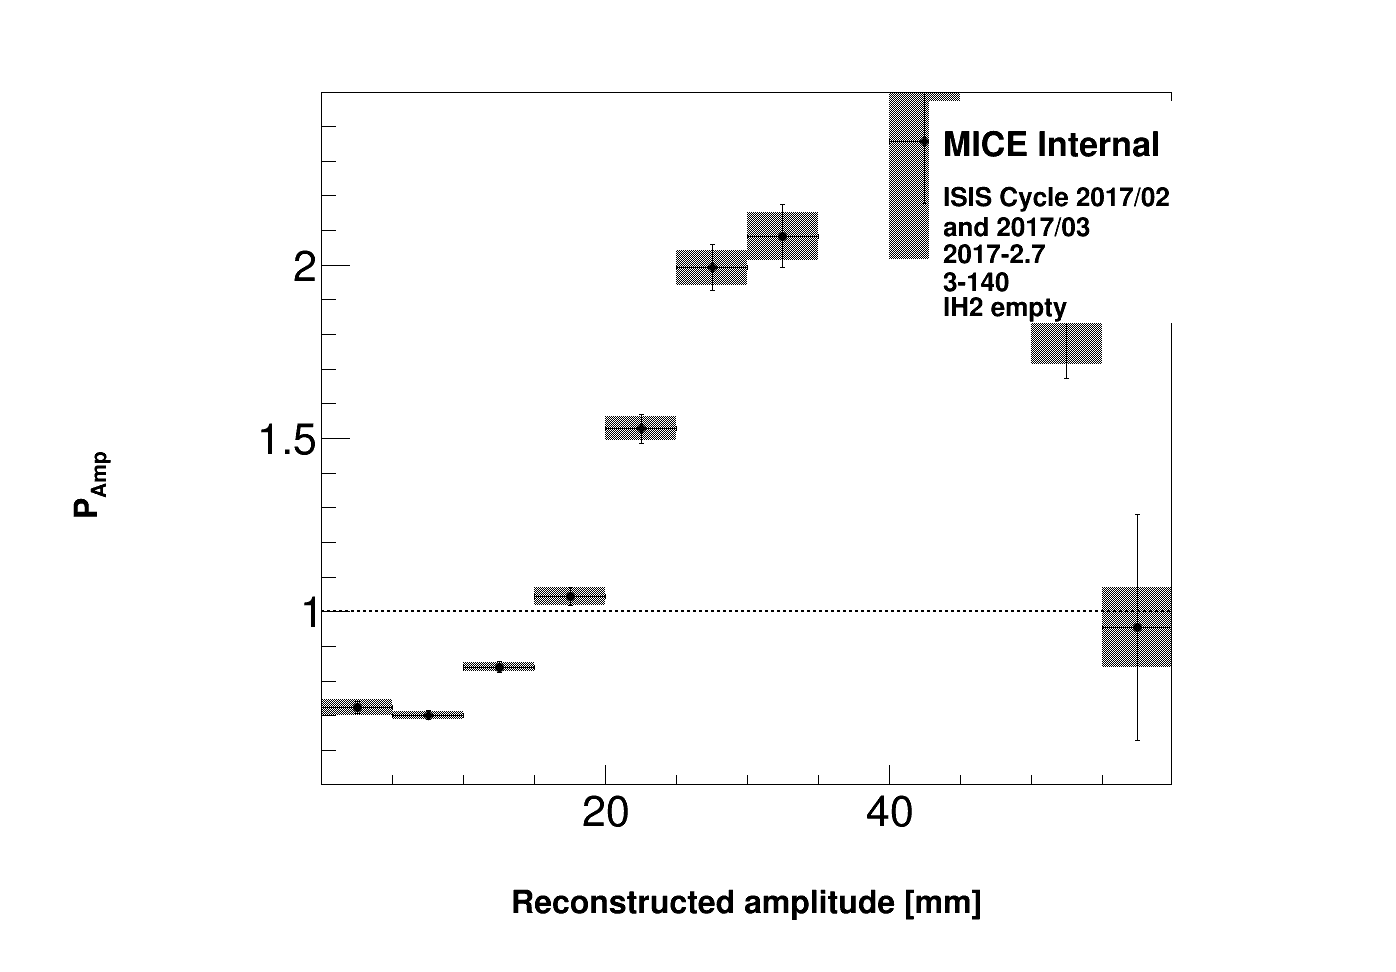 MICE Internal
ISIS Cycle 2017/02
and 2017/03
2017-2.7
3-140
IH2 empty
2
1.5
1
P_Amp
20
40
Reconstructed amplitude [mm]